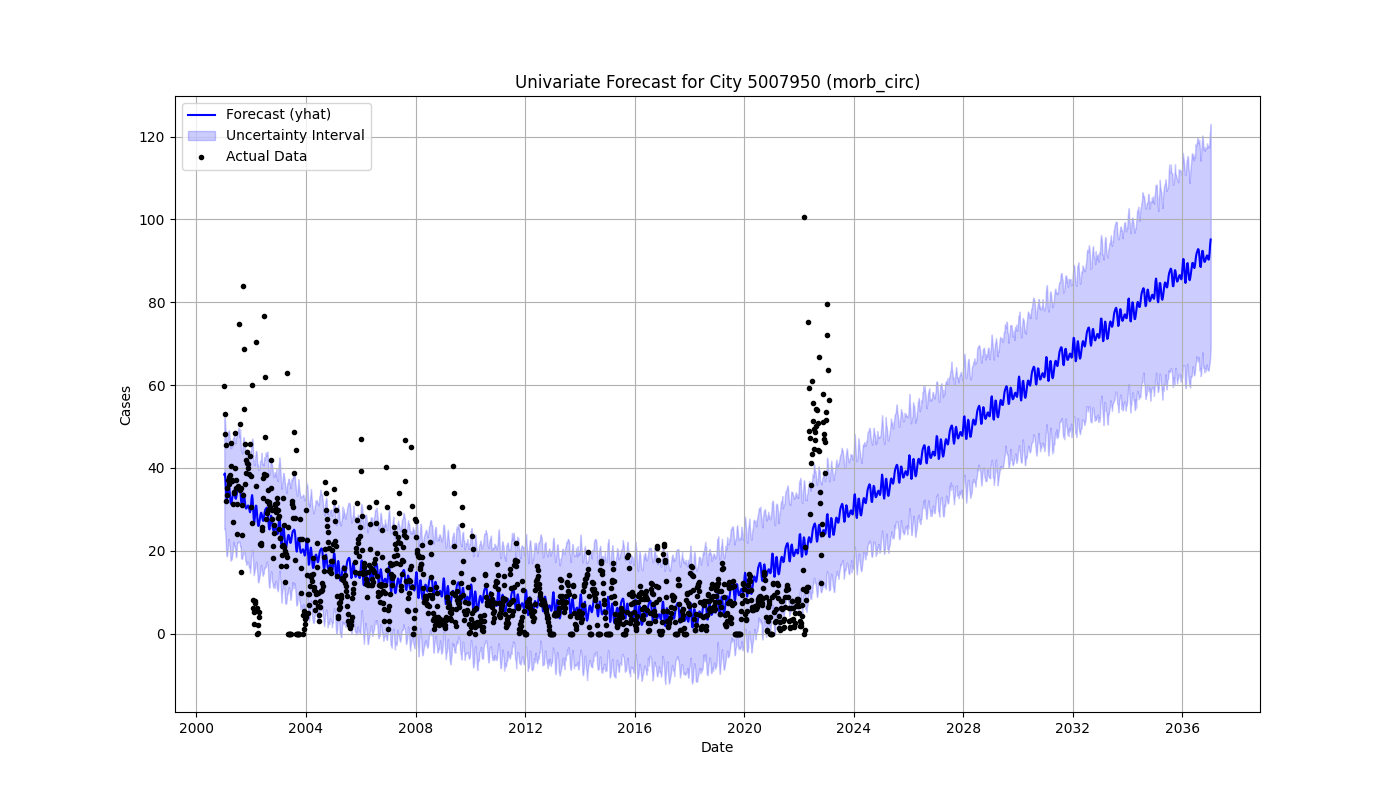 Univariate Forecast for City 5007950 (morb_circ)
Forecast (yhat)
Uncertainty Interval
Actual Data
120
100
80
60
40
20
0
Cases
2000 2004 2008 2012 2016 2020 2024 2028 2032 2036
Date